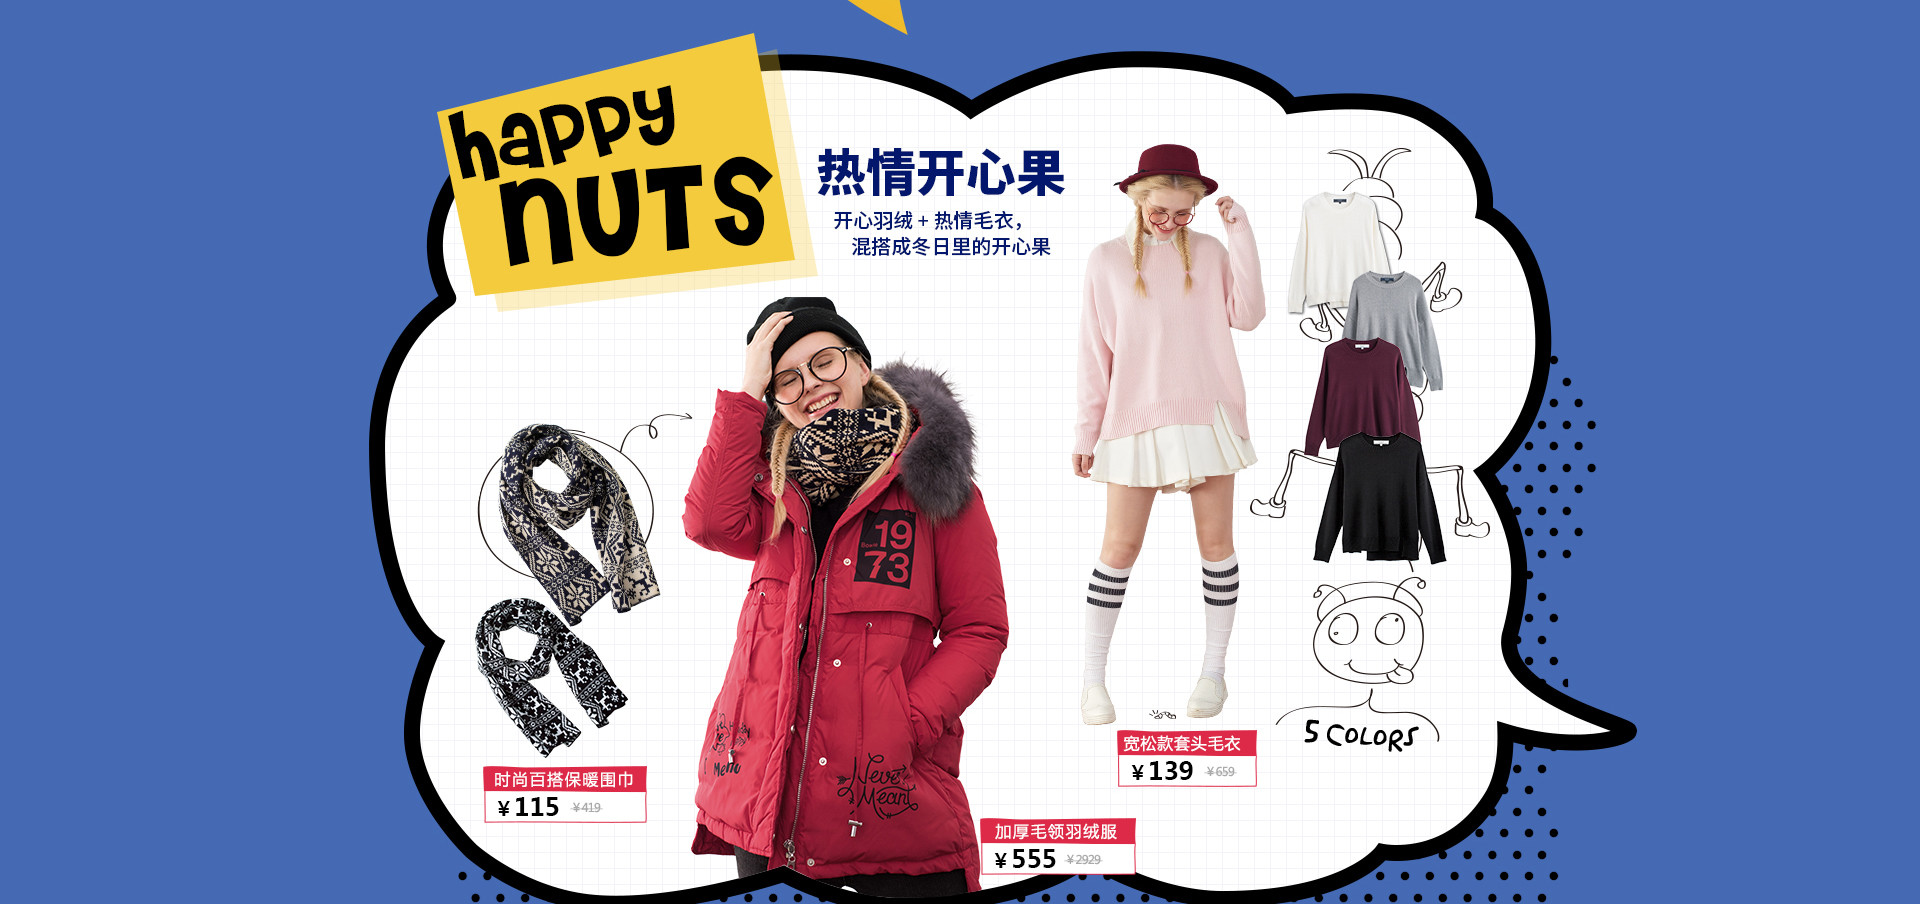 happy
nuts
热情开心果
开心羽绒 + 热情毛衣，
混搭成冬日里的开心果
19
73
Menu
Never
Meant
5 COLORS
宽松款套头毛衣
￥139 ￥659
时尚百搭保暖围巾
￥115 ￥419
加厚毛领羽绒服
￥555 ￥2929